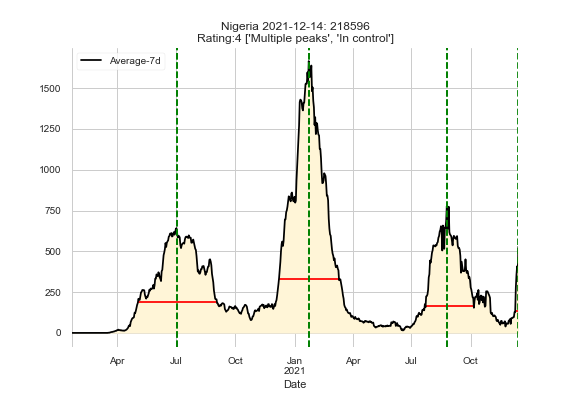 Nigeria 2021-12-14: 218596
Rating:4 ['Multiple peaks', 'In control']
Average-7d
1500
1250
1000
750
500
250
0
Apr Jul Oct Jan Apr Jul Oct
2021
Date